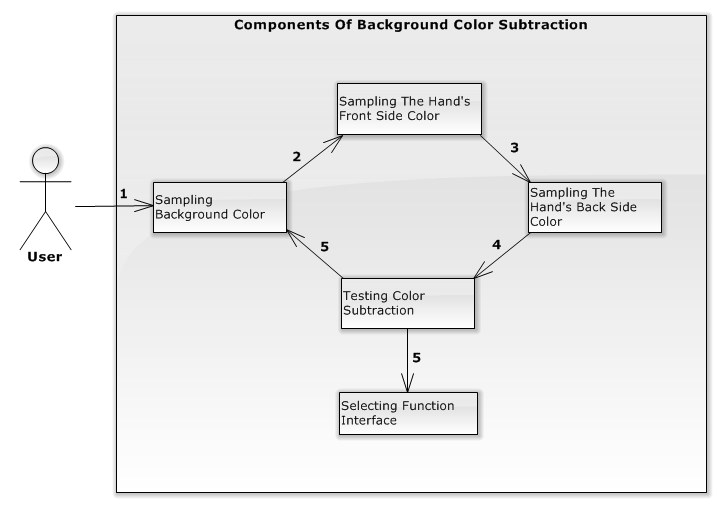 Components Of Background Color Subtraction
Sampling The Hand's
Front Side Color
2
3
1
Sampling
Background Color
Sampling The
Hand's Back Side
Color
User
5
4
Testing Color
Subtraction
5
Selecting Function
Interface